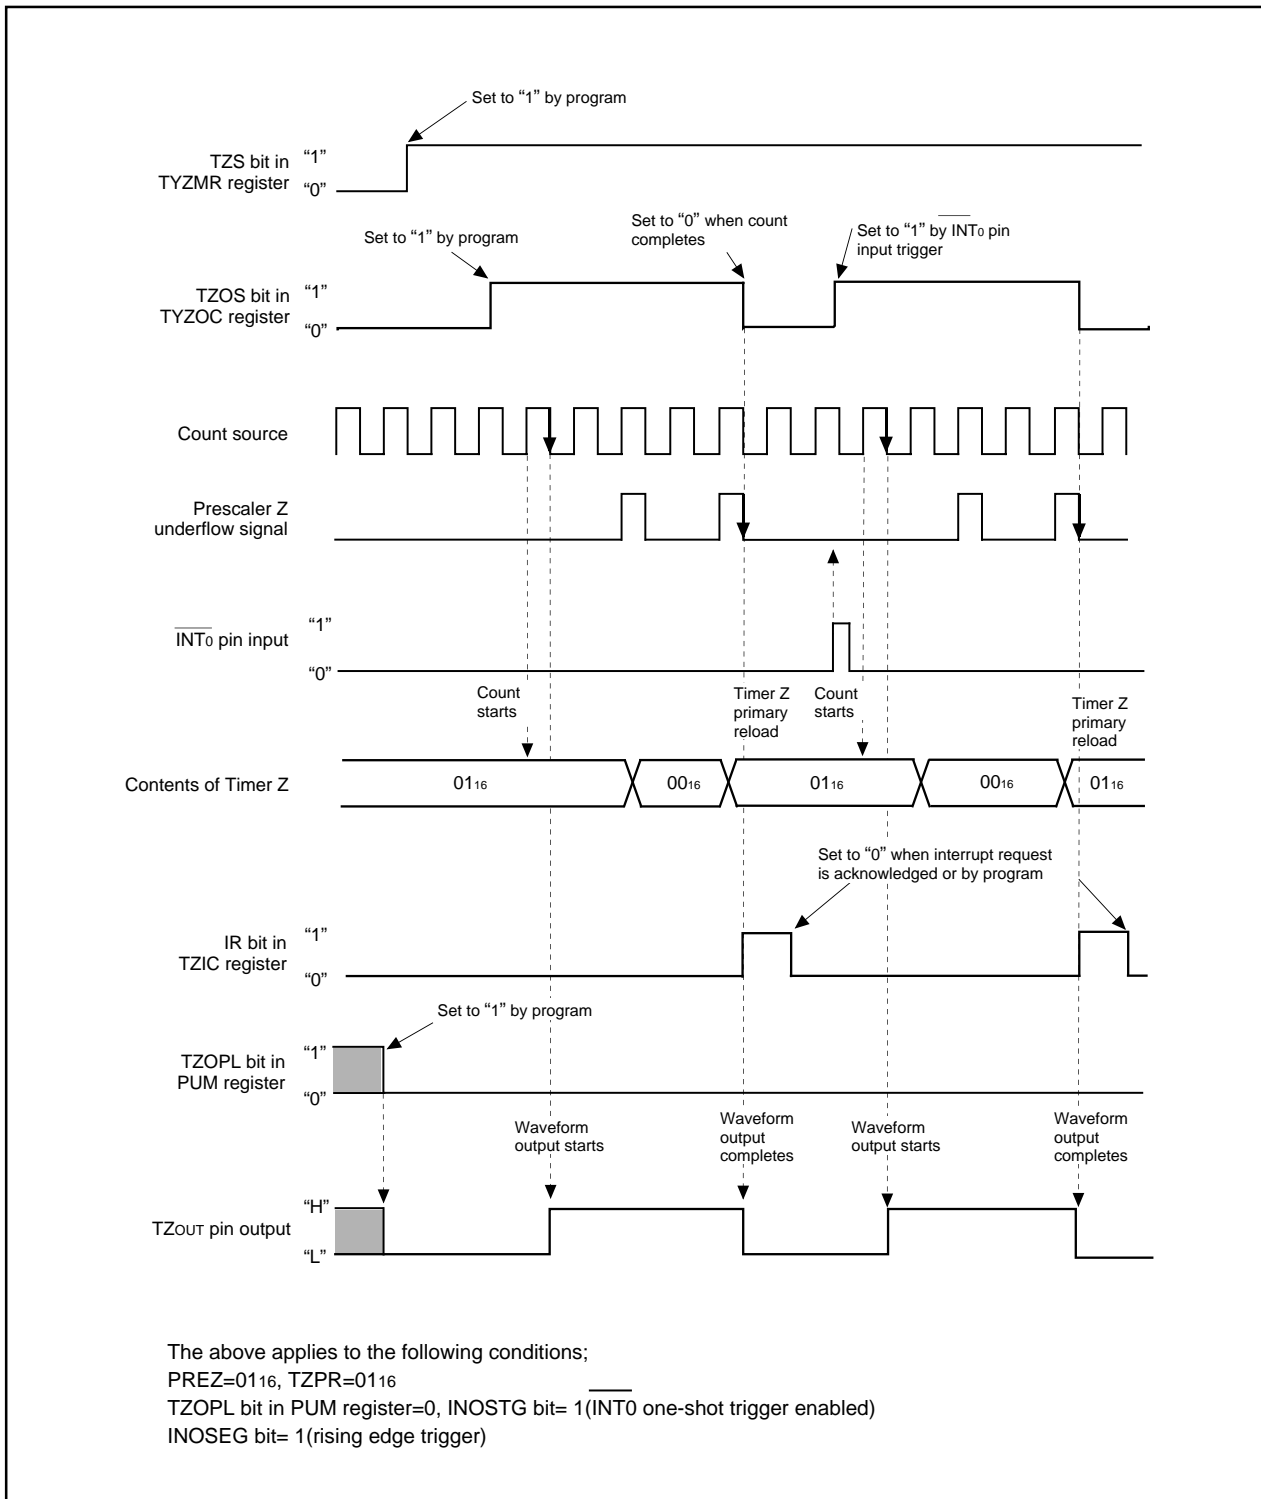 Set to “1” by program
TZS bit in
TYZMR register
“1”
“0”
Set to “1” by program
Set to “0” when count
completes
Set to “1” by INT0 pin
input trigger
TZOS bit in
TYZOC register
“1”
“0”
Count source
Prescaler Z
underflow signal
INT0 pin input
“1”
“0”
Count
starts
Timer Z
primary
reload
Count
starts
Timer Z
primary
reload
Contents of Timer Z
0116
0016
0116
0016
0116
Set to “0” when interrupt request
is acknowledged or by program
IR bit in
TZIC register
“1”
“0”
Set to “1” by program
TZOPL bit in
PUM register
“1”
“0”
Waveform
output starts
Waveform
output
completes
Waveform
output starts
Waveform
output
completes
TZOUT pin output
“H”
“L”
The above applies to the following conditions;
PREZ=0116, TZPR=0116
TZOPL bit in PUM register=0, INOSTG bit= 1(INT0 one-shot trigger enabled)
INOSEG bit= 1(rising edge trigger)